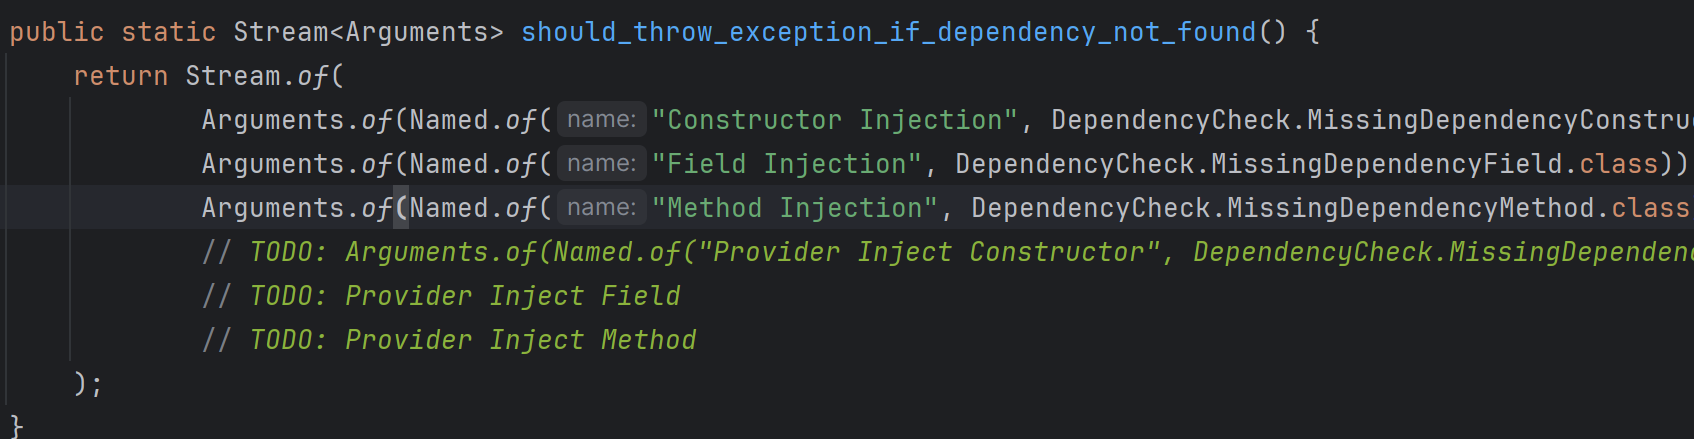 public static Stream<Arguments> should_throw_exception_if_dependency_not_found() {
return Stream.of(
Arguments.of(Named.of( name: "Constructor Injection", DependencyCheck.MissingDependencyConstruc
Arguments.of(Named.of( name: "Field Injection", DependencyCheck.MissingDependencyField.class))
Arguments.of(Named.of( name: "Method Injection", DependencyCheck.MissingDependencyMethod.class
// TODO: Arguments.of(Named.of("Provider Inject Constructor", DependencyCheck.MissingDependenc
// TODO: Provider Inject Field
// TODO: Provider Inject Method
);
}